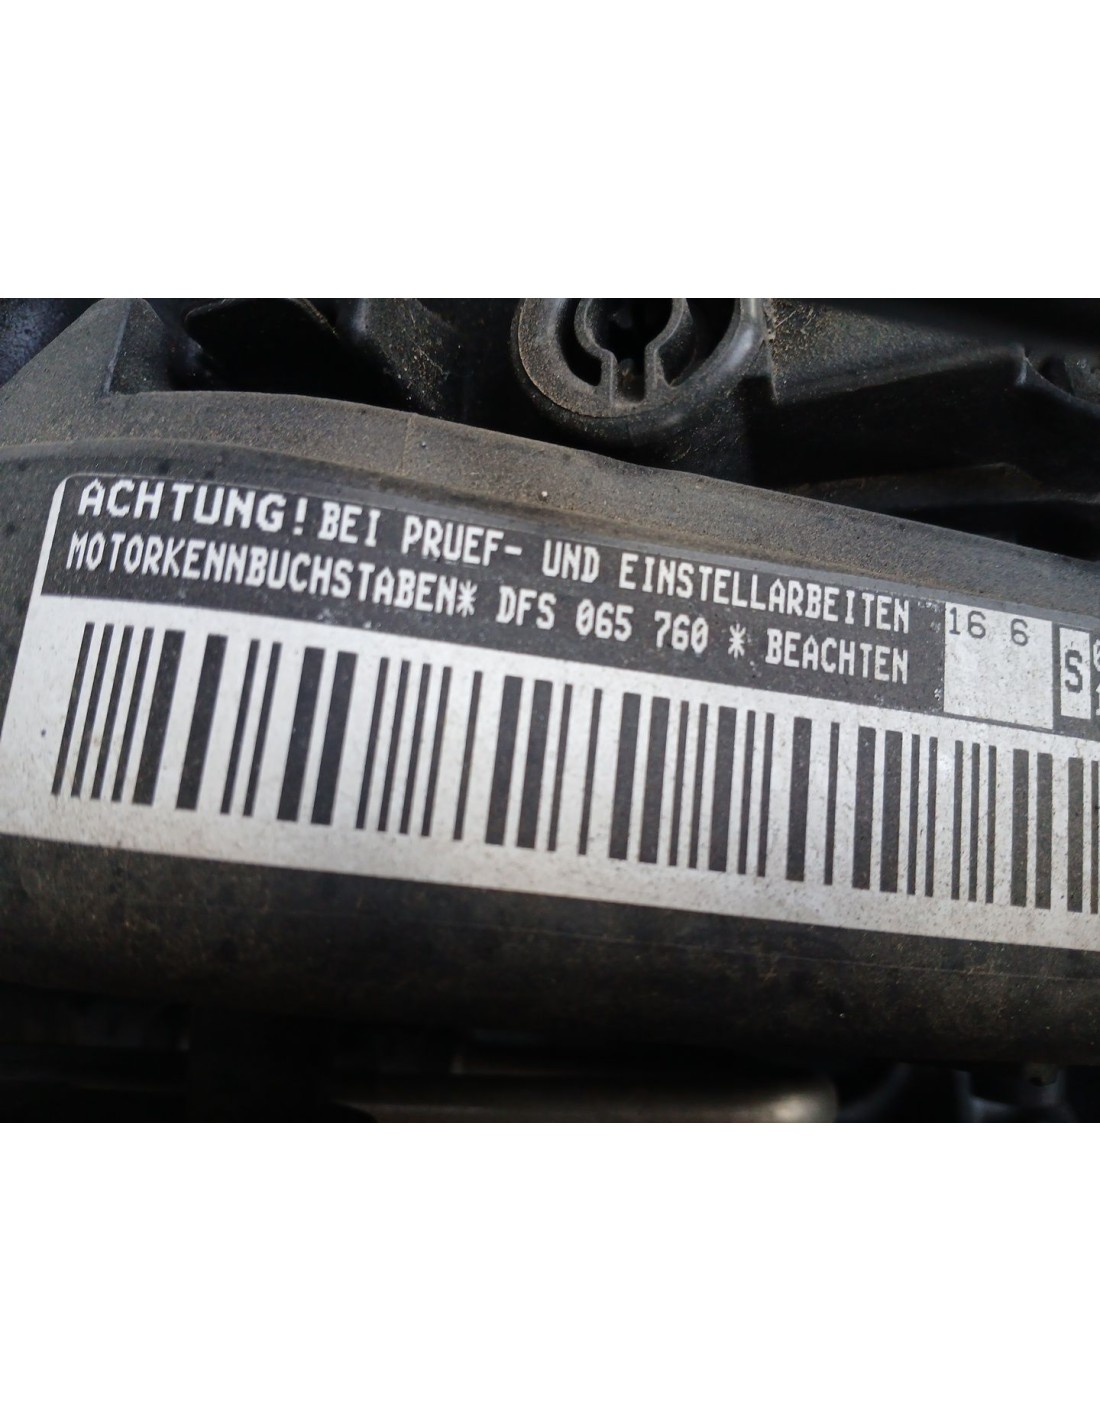 ACHTUNG! BEI PRUEF- UND EINSTELLARBEITEN
MOTORKENNBUCHSTABEN* DFS 065 760 * BEACHTEN
16 6
S